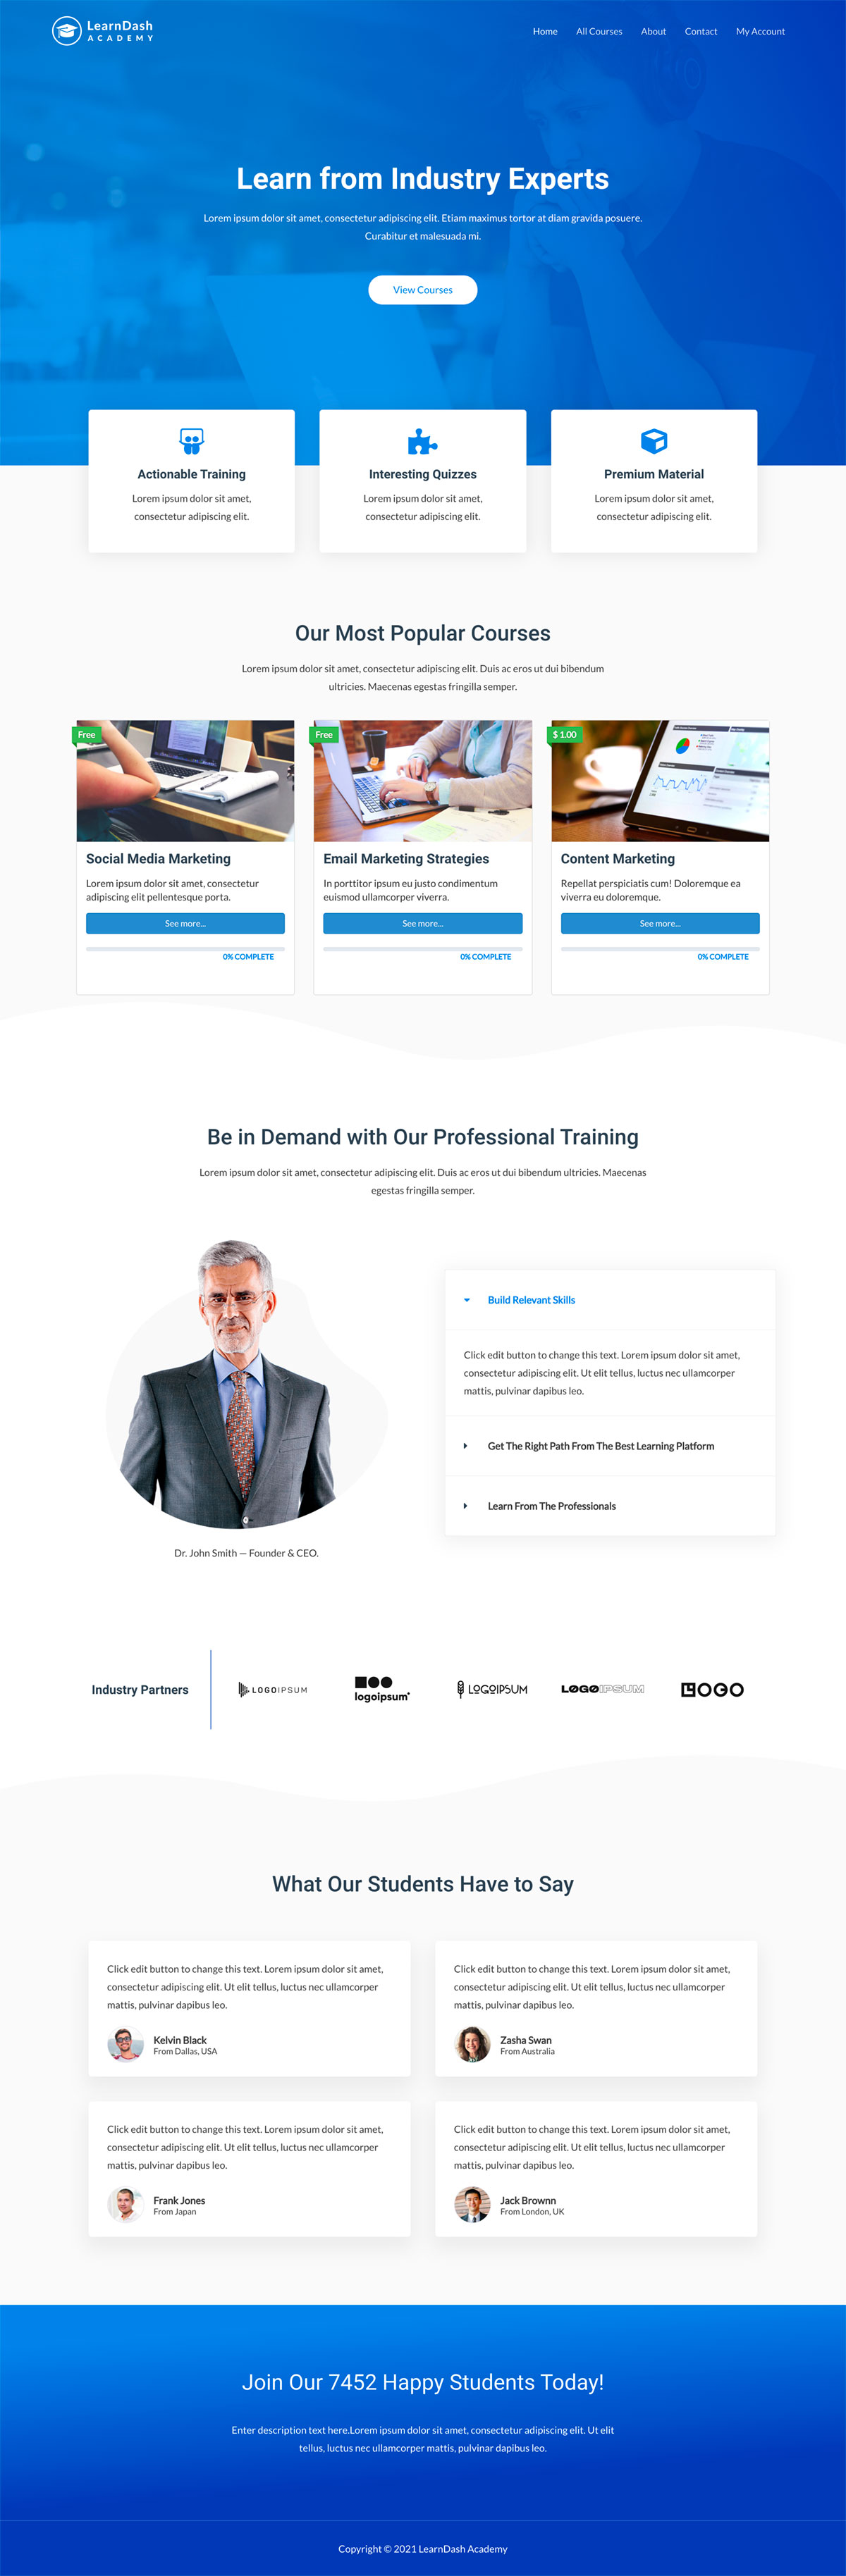 LearnDash
ACADEMY
Home All Courses About Contact My Account
Learn from Industry Experts
Lorem ipsum dolor sit amet, consectetur adipiscing elit. Etiam maximus tortor at diam gravida posuere.
Curabitur et malesuada mi.
View Courses
Actionable Training
Lorem ipsum dolor sit amet,
consectetur adipiscing elit.
Interesting Quizzes
Lorem ipsum dolor sit amet,
consectetur adipiscing elit.
Premium Material
Lorem ipsum dolor sit amet,
consectetur adipiscing elit.
Our Most Popular Courses
Lorem ipsum dolor sit amet, consectetur adipiscing elit. Duis ac eros ut dui bibendum
ultricies. Maecenas egestas fringilla semper.
Free
Social Media Marketing
Lorem ipsum dolor sit amet, consectetur
adipiscing elit pellentesque porta.
See more...
0% COMPLETE
Free
Email Marketing Strategies
In porttitor ipsum eu justo condimentum
euismod ullamcorper viverra.
See more...
0% COMPLETE
$ 1.00
Content Marketing
Repellat perspiciatis cum! Doloremque ea
viverra eu doloremque.
See more...
0% COMPLETE
Be in Demand with Our Professional Training
Lorem ipsum dolor sit amet, consectetur adipiscing elit. Duis ac eros ut dui bibendum ultricies. Maecenas
egestas fringilla semper.
Dr. John Smith — Founder & CEO.
Build Relevant Skills
Click edit button to change this text. Lorem ipsum dolor sit amet,
consectetur adipiscing elit. Ut elit tellus, luctus nec ullamcorper
mattis, pulvinar dapibus leo.
Get The Right Path From The Best Learning Platform
Learn From The Professionals
Industry Partners
LOGOIPSUM
logoipsum
LOGOIPSUM
LOGOIPSUM
LOGO
What Our Students Have to Say
Click edit button to change this text. Lorem ipsum dolor sit amet,
consectetur adipiscing elit. Ut elit tellus, luctus nec ullamcorper
mattis, pulvinar dapibus leo.
Kelvin Black
From Dallas, USA
Click edit button to change this text. Lorem ipsum dolor sit amet,
consectetur adipiscing elit. Ut elit tellus, luctus nec ullamcorper
mattis, pulvinar dapibus leo.
Zasha Swan
From Australia
Click edit button to change this text. Lorem ipsum dolor sit amet,
consectetur adipiscing elit. Ut elit tellus, luctus nec ullamcorper
mattis, pulvinar dapibus leo.
Frank Jones
From Japan
Click edit button to change this text. Lorem ipsum dolor sit amet,
consectetur adipiscing elit. Ut elit tellus, luctus nec ullamcorper
mattis, pulvinar dapibus leo.
Jack Brownn
From London, UK
Join Our 7452 Happy Students Today!
Enter description text here.Lorem ipsum dolor sit amet, consectetur adipiscing elit. Ut elit
tellus, luctus nec ullamcorper mattis, pulvinar dapibus leo.
Copyright © 2021 LearnDash Academy